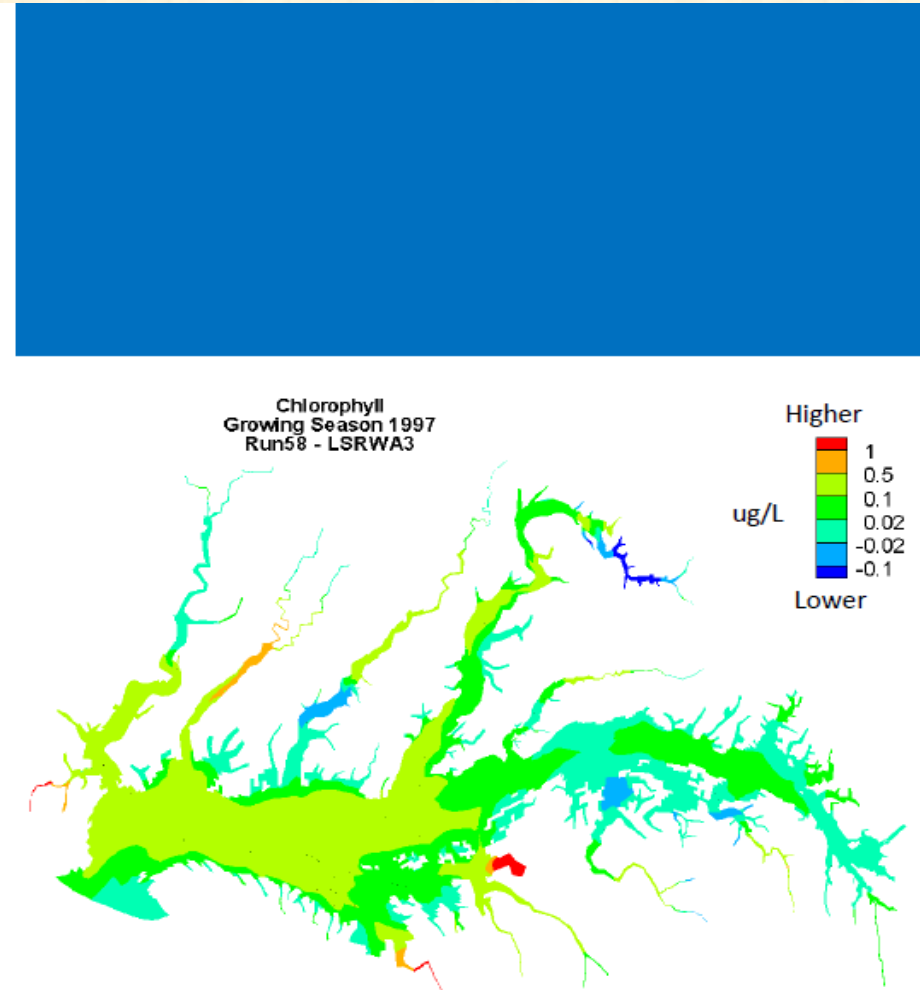 Chlorophyll
Growing Season 1997
Run58 - LSRWA3
Higher
ug/L
1
0.5
0.1
0.02
-0.02
-0.1
Lower